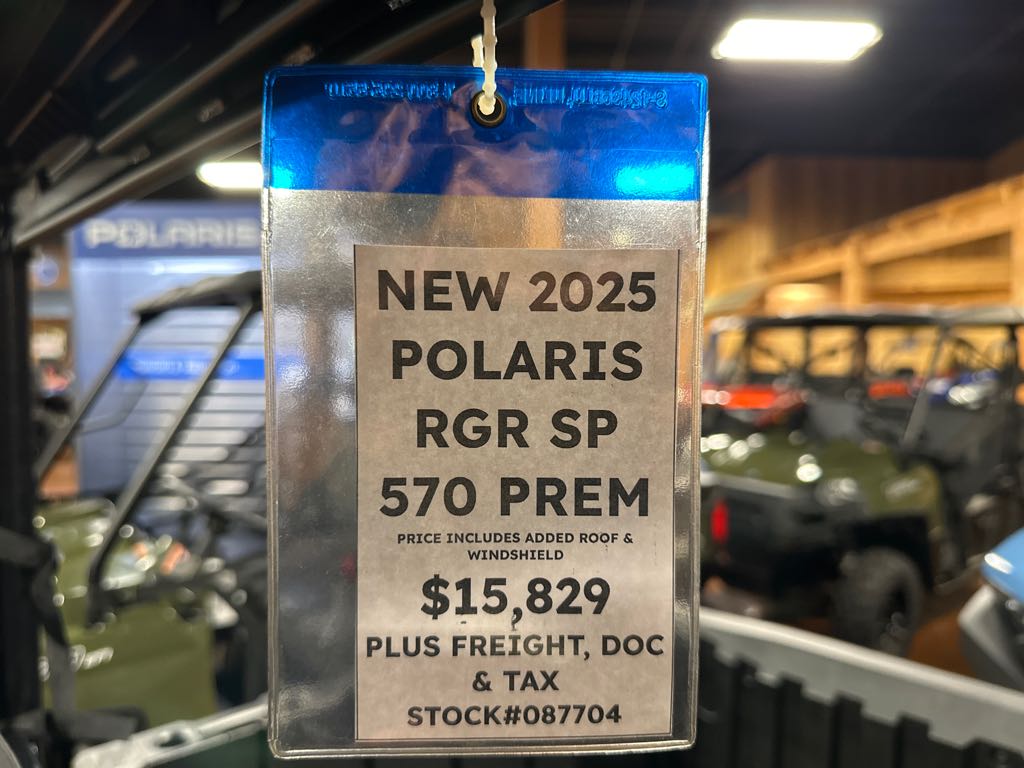 POLARIS
NEW 2025
POLARIS
RGR SP
570 PREM
PRICE INCLUDES ADDED ROOF &
WINDSHIELD
$15,829
PLUS FREIGHT, DOC
& TAX
STOCK#087704